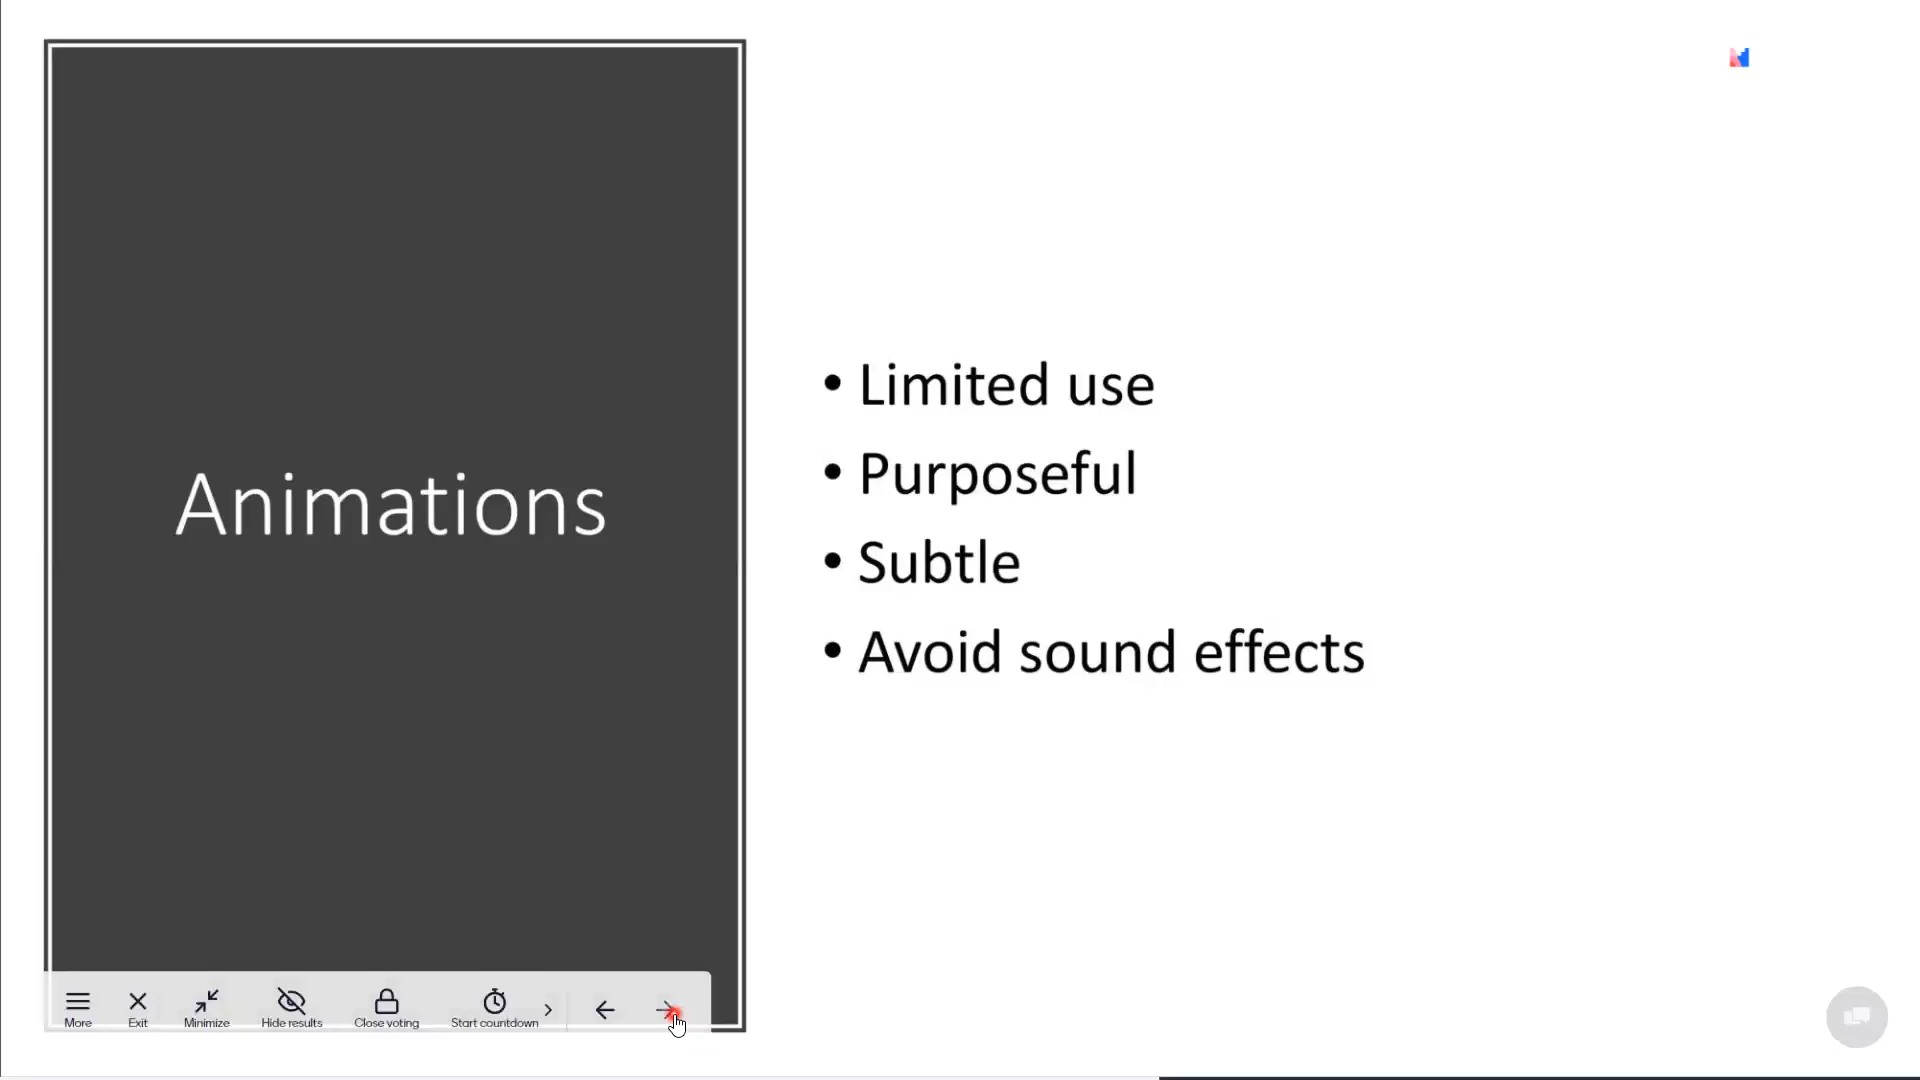 Animations
• Limited use
• Purposeful
• Subtle
• Avoid sound effects
More Exit Minimize Hide results Close voting Start countdown